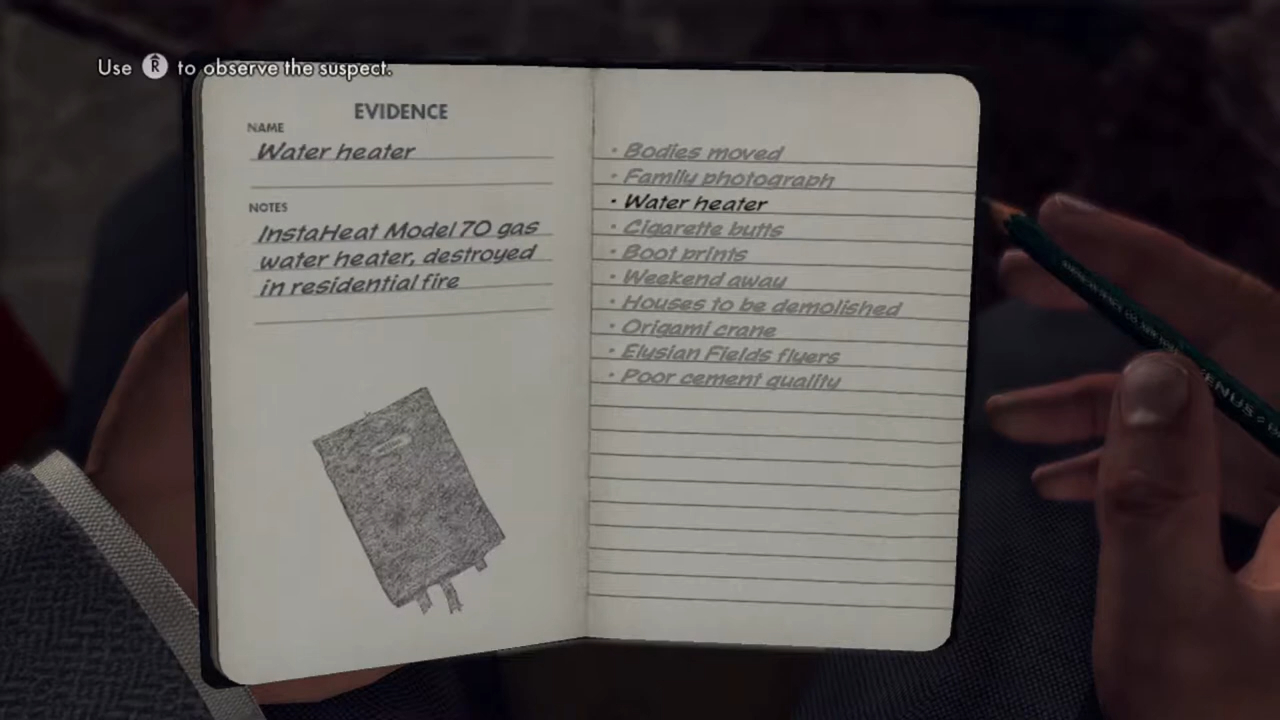 Use R to observe the suspect.
EVIDENCE
NAME
Water heater
NOTES
InstaHeat Model 70 gas
water heater, destroyed
in residential fire
· Bodies moved
· Family photograph
· Water heater
· Cigarette butts
· Boot prints
· Weekend away
· Houses to be demolished
· Origami crane
· Elysian Fields flyers
· Poor cement quality